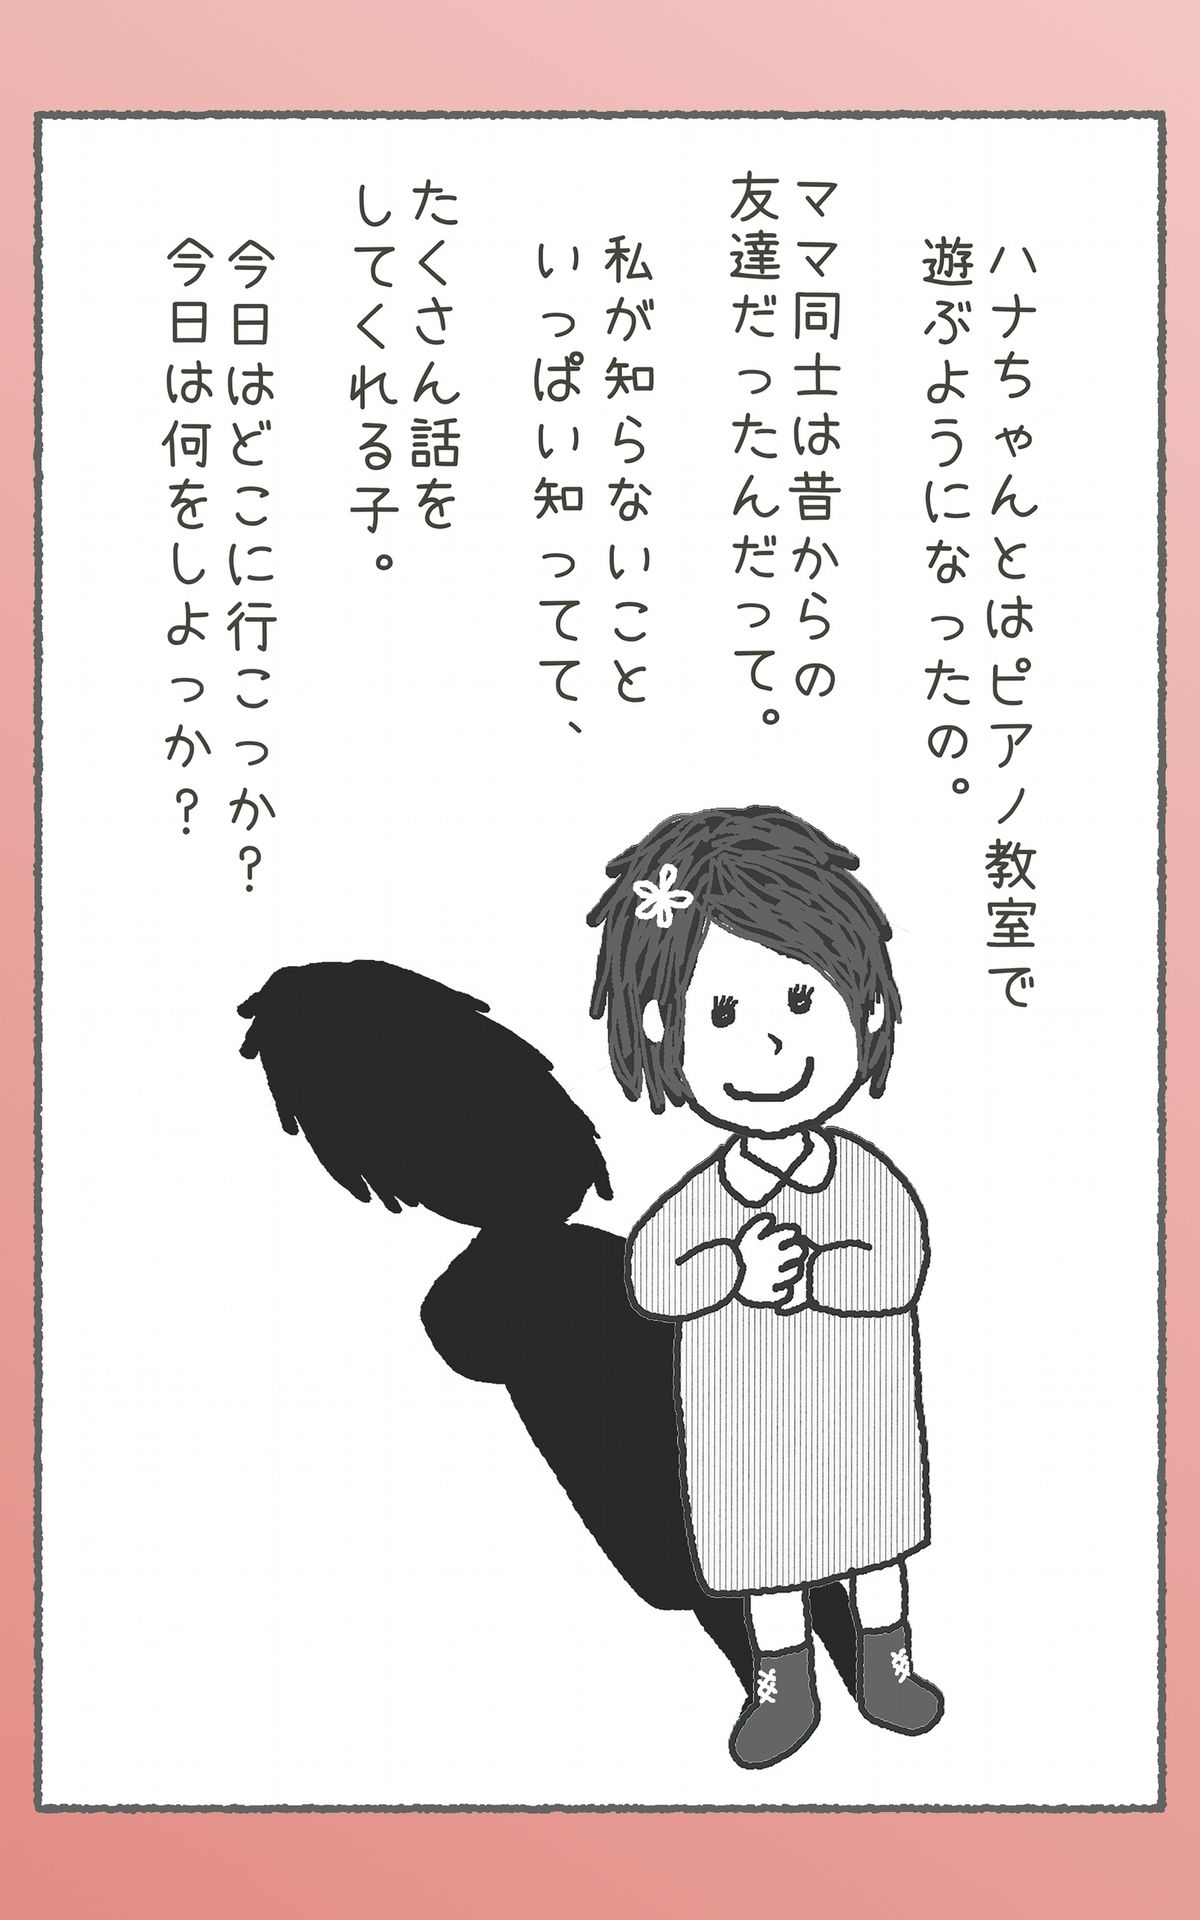 ハナちゃんとはピアノ教室で
遊ぶようになったの。
ママ同士は昔からの
友達だったんだって。
私が知らないこと
いっぱい知ってて、
たくさん話を
してくれる子。
今日はどこに行こっか？
今日は何をしよっか？